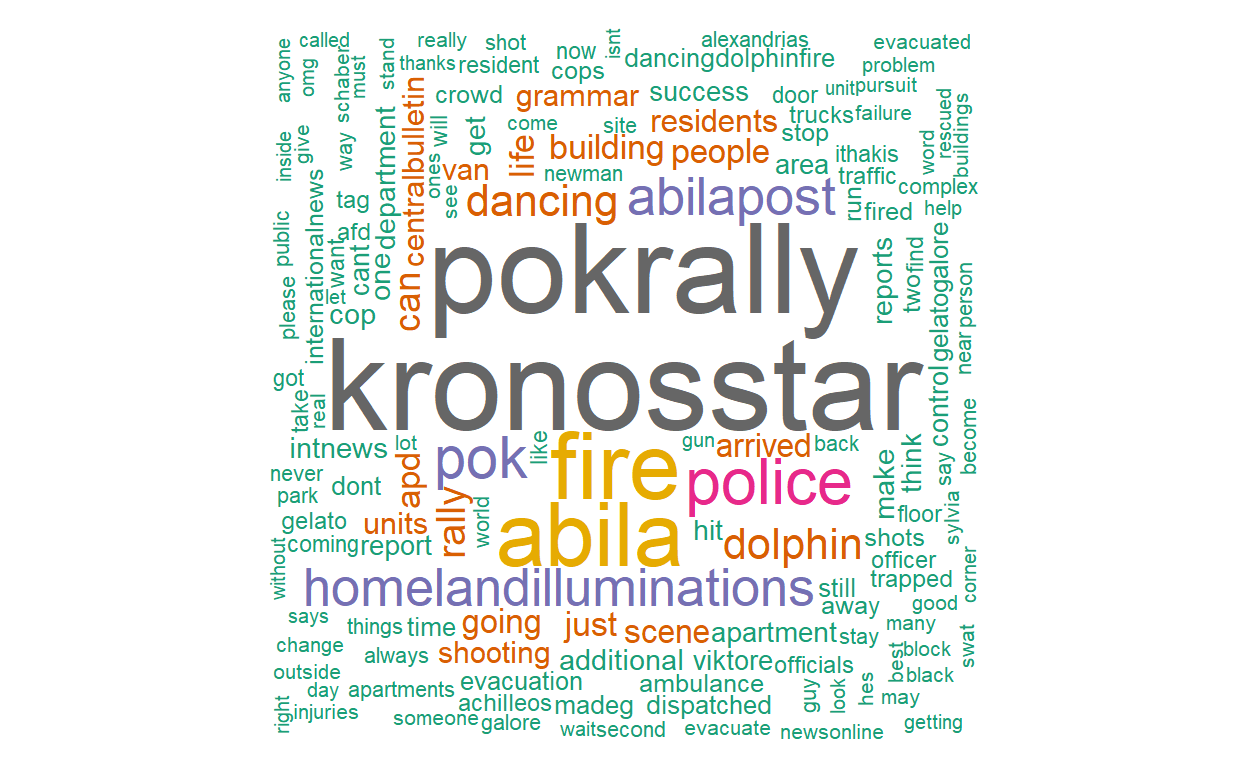 called
really
shot
now
isnt
alexandrias
evacuated
anyone
omg
schaber
must
stand
thanks
resident
cops
dancingdolphinfire
problem
crowd
grammar
success
door
unit
pursuit
inside
give
way
department
centralbulletin
will
get
come
site
residents
trucks
failure
rescued
buildings
word
stop
life
building
people
area
ithakis
traffic
complex
van
ones
see
newman
tag
dancing
abilapost
run
fired
help
public
internationalnews
want
afd
cant
one
can
pokrally
reports
two
find
gelatogalore
person
near
please
let
cop
kronosstar
control
got
take
real
become
intnews
lot
apd
pok
like
fire
gun
arrived
back
make
think
say
never
park
dont
police
sylvia
gelato
units
rally
world
abila
hit
dolphin
floor
shots
coming
report
officer
corner
without
homelandilluminations
still
trapped
away
good
says
things
time
going
just
scene
apartment
stay
many
swat
change
always
shooting
additional
viktore
officials
best
block
black
outside
day
apartments
evacuation
ambulance
guy
look
hes
may
right
injuries
achilleos
madeg
dispatched
someone
galore
wait
second
evacuate
newsonline
getting